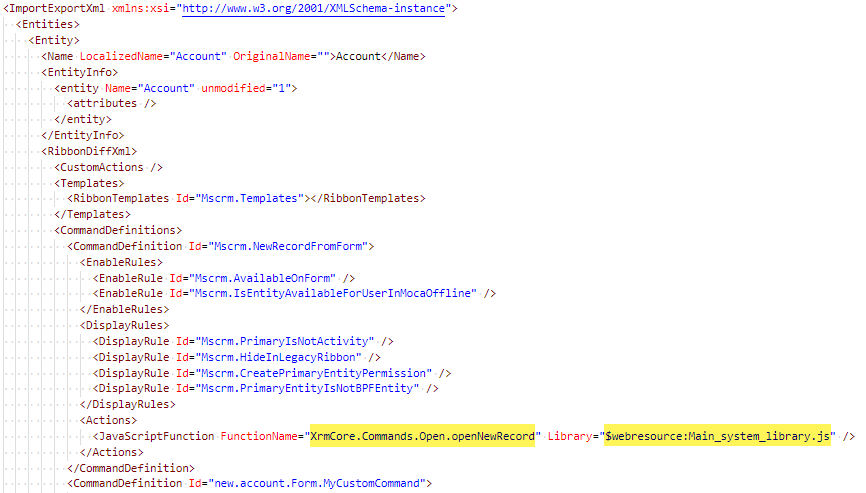 <ImportExportXml xmlns:xsi="http://www.w3.org/2001/XMLSchema-instance">
<Entities>
<Entity>
<Name LocalizedName="Account" OriginalName="">Account</Name>
<EntityInfo>
<entity Name="Account" unmodified="1">
<attributes />
</entity>
</EntityInfo>
<RibbonDiffXml>
<CustomActions />
<Templates>
<RibbonTemplates Id="Mscrm.Templates"></RibbonTemplates>
</Templates>
<CommandDefinitions>
<CommandDefinition Id="Mscrm.NewRecordFromForm">
<EnableRules>
<EnableRule Id="Mscrm.AvailableOnForm" />
<EnableRule Id="Mscrm.IsEntityAvailableForUserInMocaOffline" />
</EnableRules>
<DisplayRules>
<DisplayRule Id="Mscrm.PrimaryIsNotActivity" />
<DisplayRule Id="Mscrm.HideInLegacyRibbon" />
<DisplayRule Id="Mscrm.CreatePrimaryEntityPermission" />
<DisplayRule Id="Mscrm.PrimaryEntityIsNotBPFEntity" />
</DisplayRules>
<Actions>
<JavaScriptFunction FunctionName="XrmCore.Commands.Open.openNewRecord" Library="$webresource:Main_system_library.js" />
</Actions>
</CommandDefinition>
<CommandDefinition Id="new.account.Form.MyCustomCommand">